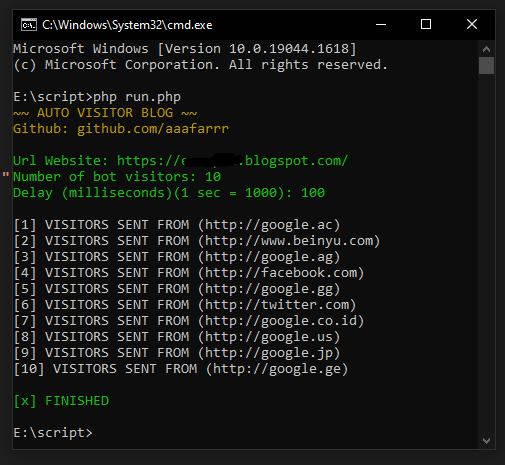 C:\Windows\System32\cmd.exe
Microsoft Windows [Version 10.0.19044.1618]
(c) Microsoft Corporation. All rights reserved.
E:\script>php run.php
~~ AUTO VISITOR BLOG ~~
Github: github.com/aaafarrr
Url Website: https://e .blogspot.com/
"Number of bot visitors: 10
Delay (milliseconds)(1 sec = 1000): 100
[1] VISITORS SENT FROM (http://google.ac)
[2] VISITORS SENT FROM (http://www.beinyu.com)
[3] VISITORS SENT FROM (http://google.ag)
[4] VISITORS SENT FROM (http://facebook.com)
[5] VISITORS SENT FROM (http://google.gg)
[6] VISITORS SENT FROM (http://twitter.com)
[7] VISITORS SENT FROM (http://google.co.id)
[8] VISITORS SENT FROM (http://google.us)
[9] VISITORS SENT FROM (http://google.jp)
[10] VISITORS SENT FROM (http://google.ge)
[x] FINISHED
E:\script>